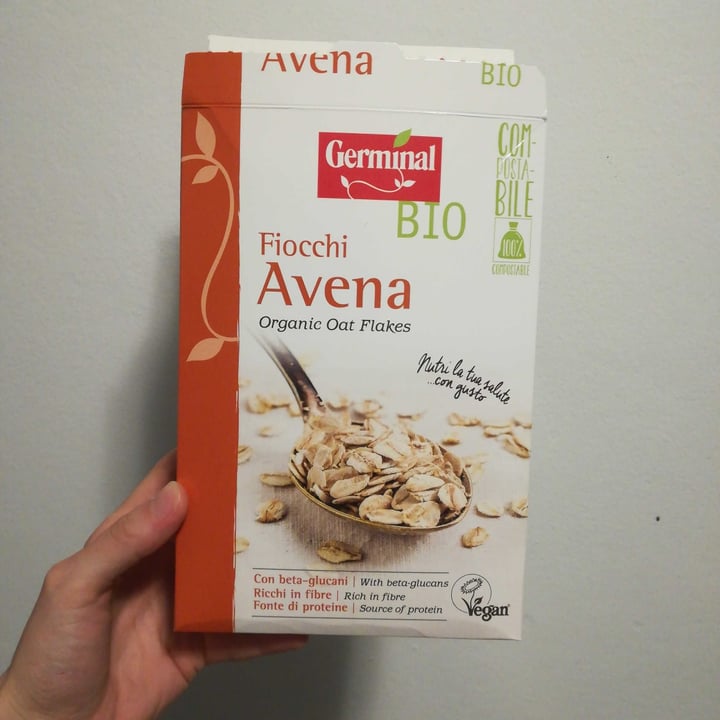 Avena
BIO
Germinal
BIO
COM-
POSTA-
BILE
100%
COMPOSTABLE
Fiocchi
Avena
Organic Oat Flakes
Nutri la tua salute
...con gusto
Con beta-glucani | With beta-glucans
Ricchi in fibre | Rich in fibre
Fonte di proteine | Source of protein
Vegan